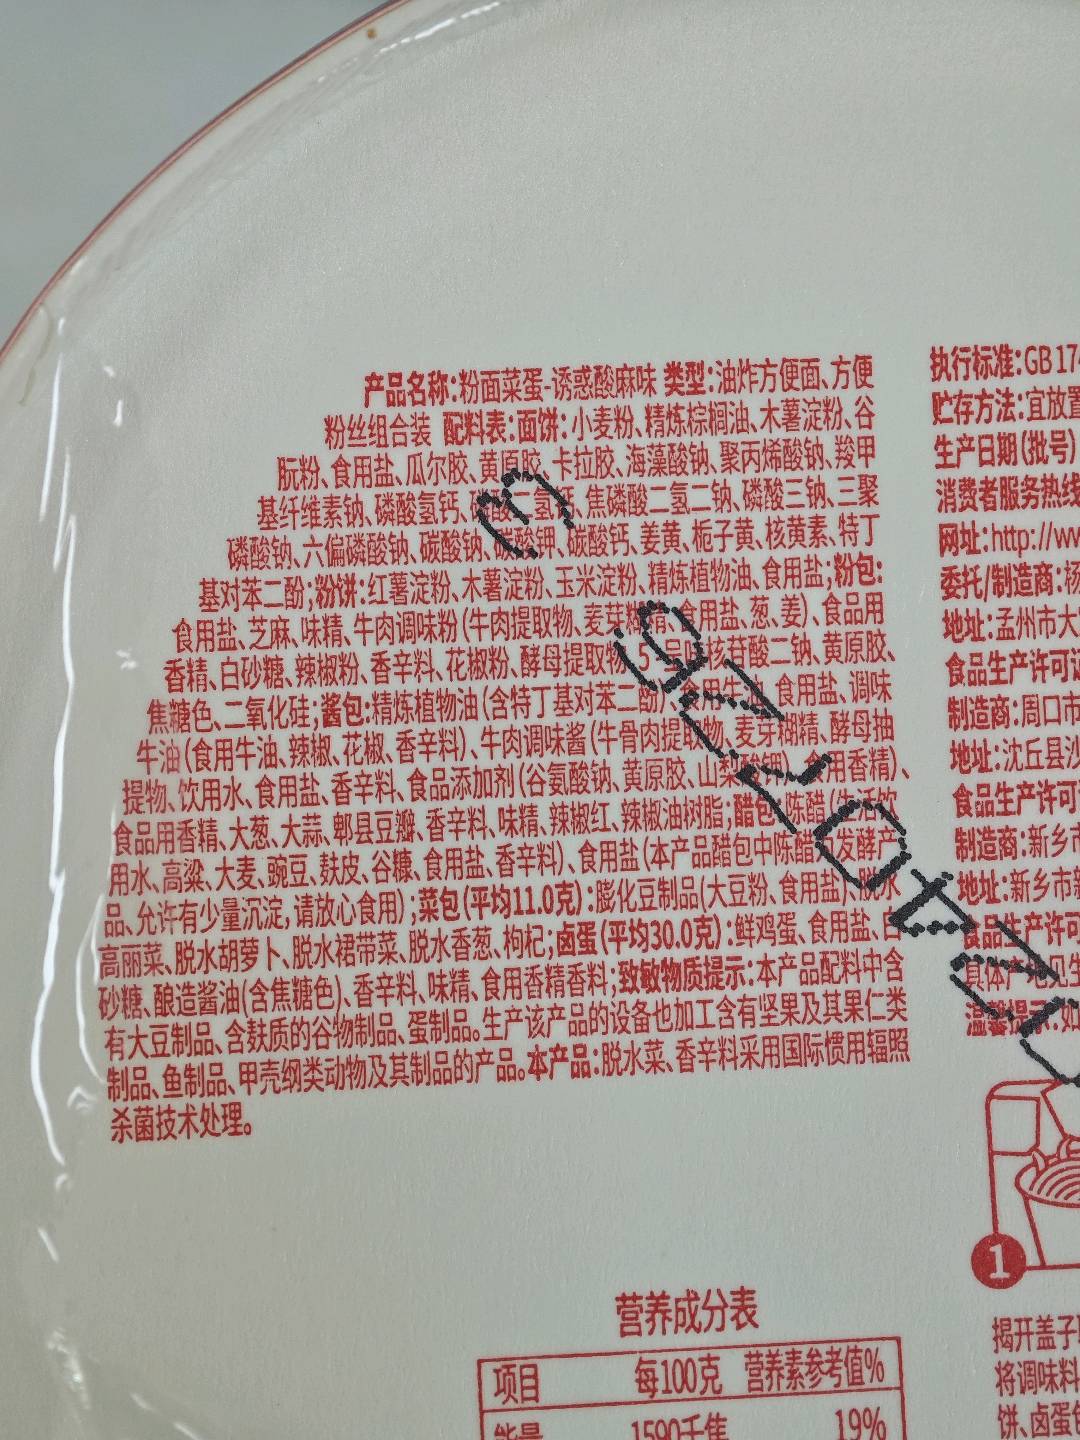 产品名称:粉面菜蛋-诱惑酸麻味 类型:油炸方便面、方便
粉丝组合装 配料表:面饼:小麦粉、精炼棕榈油、木薯淀粉、谷
朊粉、食用盐、瓜尔胶、黄原胶、卡拉胶、海藻酸钠、聚丙烯酸钠、羧甲
基纤维素钠、磷酸氢钙、磷酸二氢钙、焦磷酸二氢二钠、磷酸三钠、三聚
磷酸钠、六偏磷酸钠、碳酸钠、碳酸钾、碳酸钙、姜黄、栀子黄、核黄素、特丁
基对苯二酚;粉饼:红薯淀粉、木薯淀粉、玉米淀粉、精炼植物油、食用盐;粉包:
食用盐、芝麻、味精、牛肉调味粉(牛肉提取物、麦芽糊精、食用盐、葱、姜)、食品用
香精、白砂糖、辣椒粉、香辛料、花椒粉、酵母提取物、5'-呈味核苷酸二钠、黄原胶、
焦糖色、二氧化硅;酱包:精炼植物油(含特丁基对苯二酚)、食用牛油、食用盐、调味
牛油(食用牛油、辣椒、花椒、香辛料)、牛肉调味酱(牛骨肉提取物、麦芽糊精、酵母抽
提物、饮用水、食用盐、香辛料、食品添加剂(谷氨酸钠、黄原胶、山梨酸钾)、食用香精)、
食品用香精、大葱、大蒜、郫县豆瓣、香辛料、味精、辣椒红、辣椒油树脂;醋包:陈醋(生活饮
用水、高粱、大麦、豌豆、麸皮、谷糠、食用盐、香辛料)、食用盐(本产品醋包中陈醋为发酵产
品、允许有少量沉淀,请放心食用);菜包(平均11.0克):膨化豆制品(大豆粉、食用盐)、脱水
高丽菜、脱水胡萝卜、脱水裙带菜、脱水香葱、枸杞;卤蛋(平均30.0克):鲜鸡蛋、食用盐、白
砂糖、酿造酱油(含焦糖色)、香辛料、味精、食用香精香料;致敏物质提示:本产品配料中含
有大豆制品、含麸质的谷物制品、蛋制品。生产该产品的设备也加工含有坚果及其果仁类
制品、鱼制品、甲壳纲类动物及其制品的产品。本产品:脱水菜、香辛料采用国际惯用辐照
杀菌技术处理。
执行标准:GB 17
贮存方法:宜放置
生产日期(批号)
消费者服务热线
网址:http://ww
委托/制造商:杨
地址:孟州市大
食品生产许可证
制造商:周口市
地址:沈丘县沙
食品生产许可
制造商:新乡市
地址:新乡市新
食品生产许可
具体产地见生
温馨提示:如
1
揭开盖子
将调味料
饼、卤蛋包
营养成分表
项目 每100克 营养素参考值%
能量 1590千焦 19%